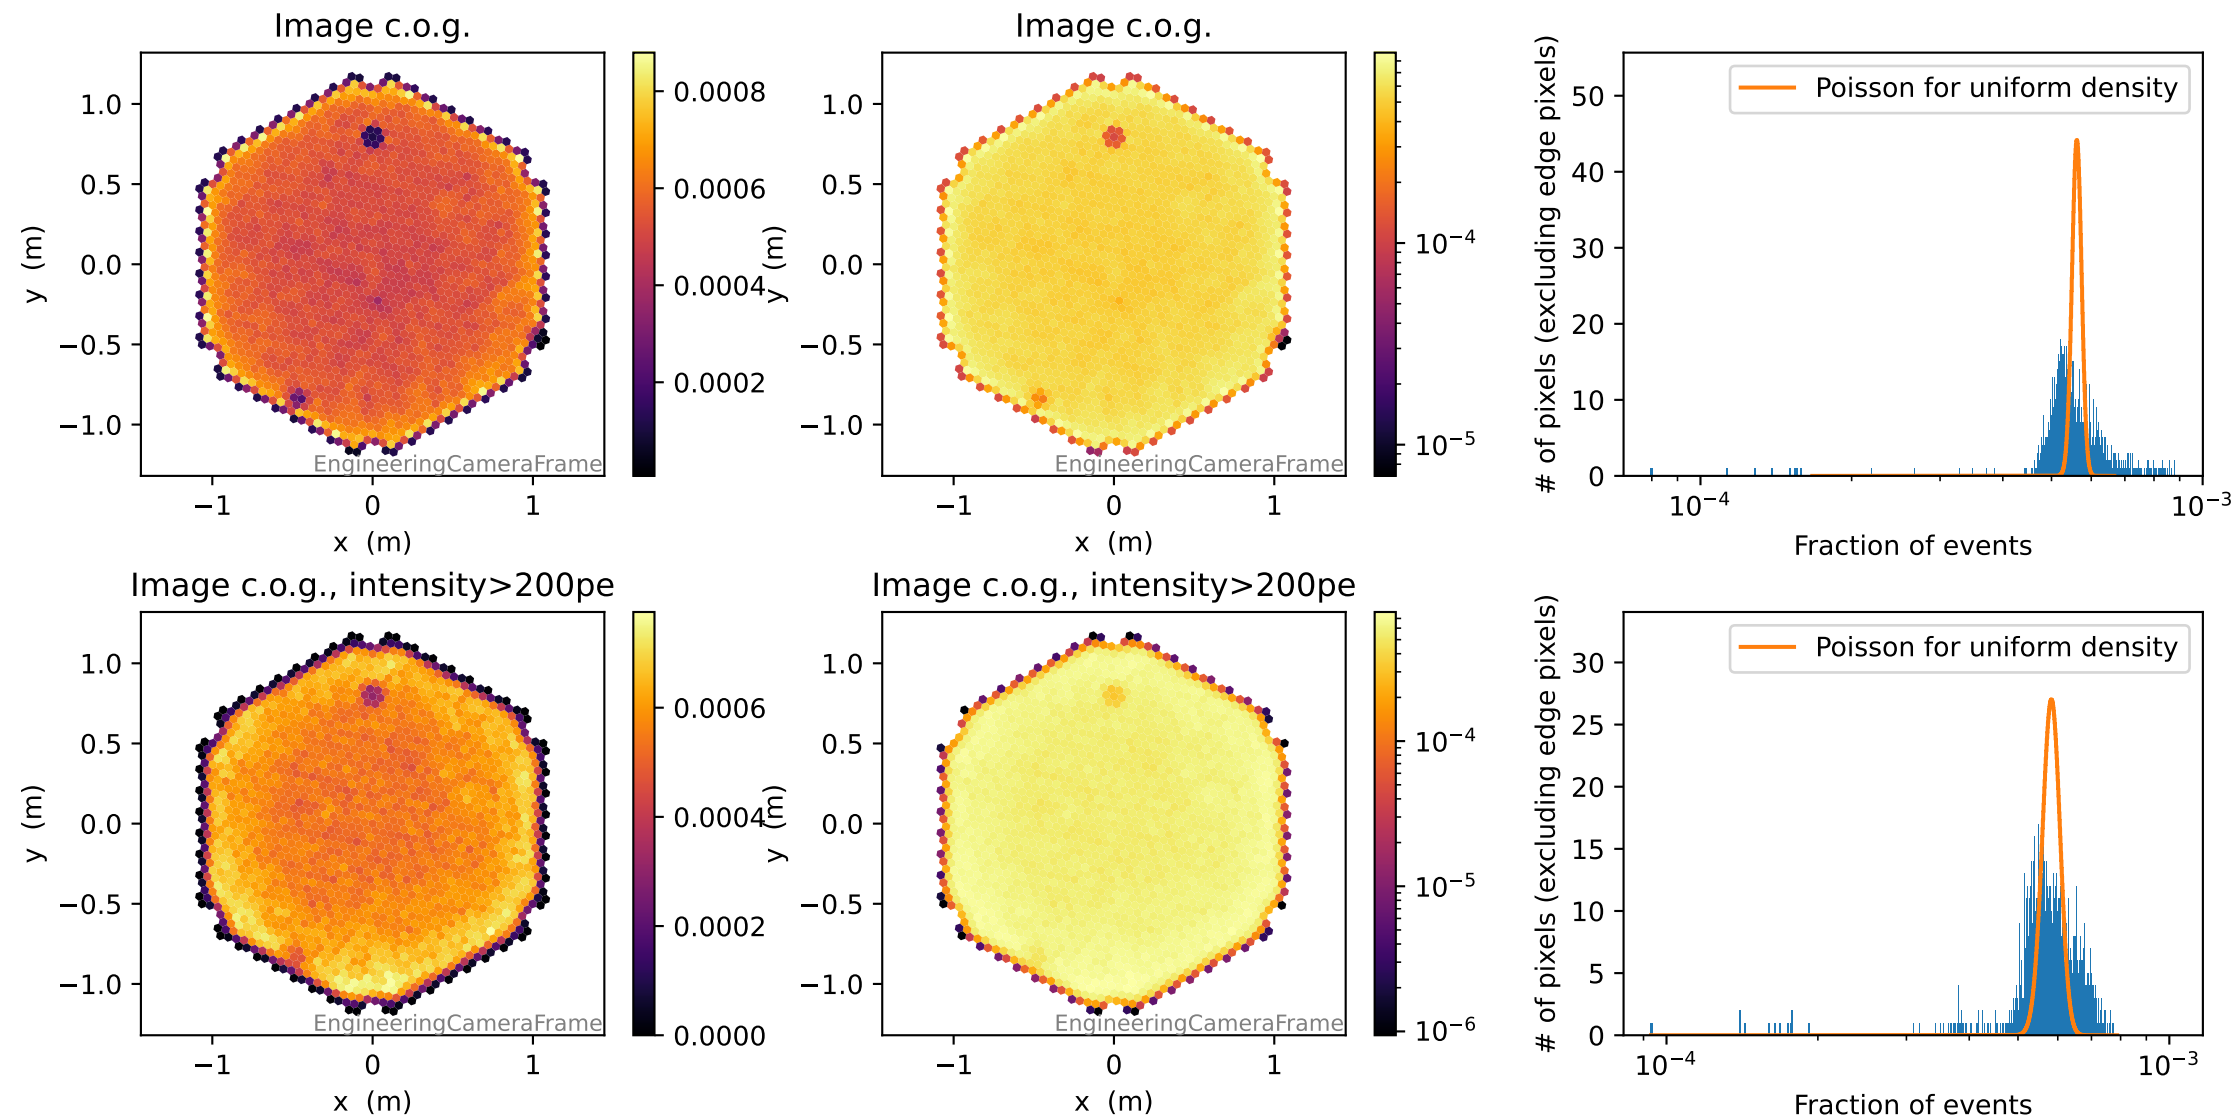 Image c.o.g.
y (m)
1.0
0.5
0.0
−0.5
−1.0
−1
0
1
x (m)
EngineeringCameraFrame
0.0008
0.0006
0.0004
0.0002
Image c.o.g.
y (m)
1.0
0.5
0.0
−0.5
−1.0
−1
0
1
x (m)
EngineeringCameraFrame
10⁻⁴
10⁻⁵
# of pixels (excluding edge pixels)
50
40
30
20
10
0
Poisson for uniform density
10⁻⁴
10⁻³
Fraction of events
Image c.o.g., intensity>200pe
y (m)
1.0
0.5
0.0
−0.5
−1.0
−1
0
1
x (m)
EngineeringCameraFrame
0.0006
0.0004
0.0002
0.0000
Image c.o.g., intensity>200pe
y (m)
1.0
0.5
0.0
−0.5
−1.0
−1
0
1
x (m)
EngineeringCameraFrame
10⁻⁴
10⁻⁵
10⁻⁶
# of pixels (excluding edge pixels)
30
25
20
15
10
5
0
Poisson for uniform density
10⁻⁴
10⁻³
Fraction of events